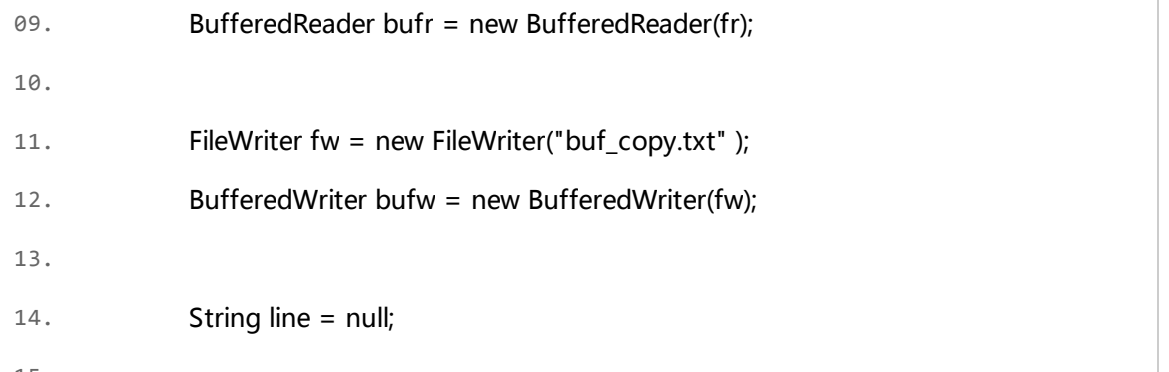 09. BufferedReader bufr = new BufferedReader(fr);
10.
11. FileWriter fw = new FileWriter("buf_copy.txt" );
12. BufferedWriter bufw = new BufferedWriter(fw);
13.
14. String line = null;